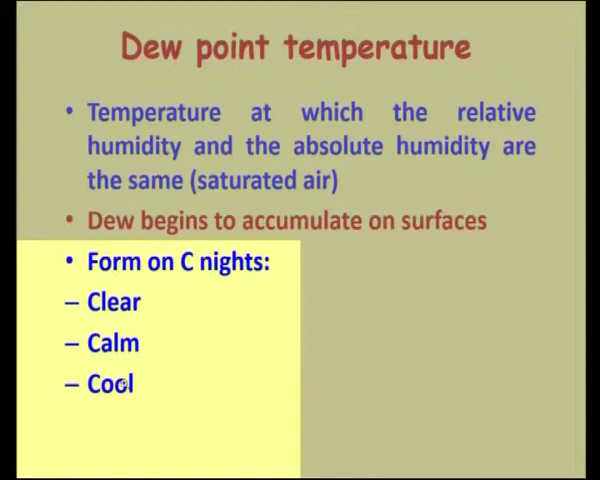 Dew point temperature
• Temperature at which the relative
humidity and the absolute humidity are
the same (saturated air)
• Dew begins to accumulate on surfaces
• Form on C nights:
– Clear
– Calm
– Cool